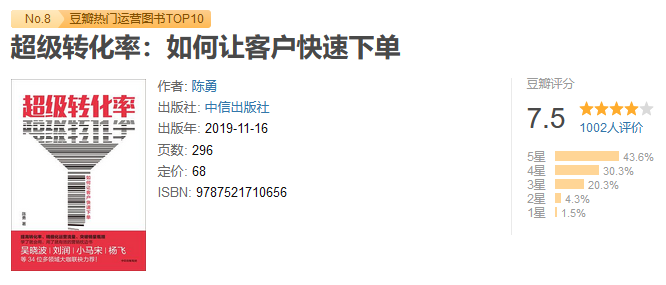 No.8 豆瓣热门运营图书TOP10
超级转化率：如何让客户快速下单
超级转化率
如何让客户快速下单
陈勇 著
吴晓波 | 刘润 | 小马宋 | 杨飞
等34位多领域大咖联袂力荐！
作者: 陈勇
出版社: 中信出版社
出版年: 2019-11-16
页数: 296
定价: 68
ISBN: 9787521710656
豆瓣评分
7.5
1002人评价
5星 43.6%
4星 30.3%
3星 20.3%
2星 4.3%
1星 1.5%